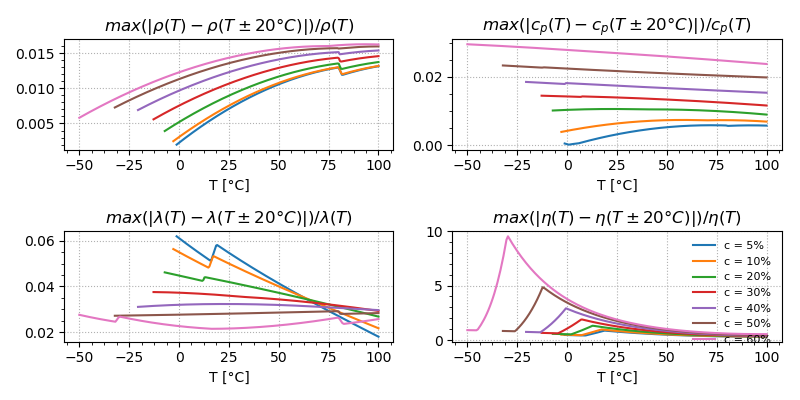 max(|ρ(T) − ρ(T ± 20°C)|)/ρ(T)
0.015
0.010
0.005
−50 −25 0 25 50 75 100
T [°C]
max(|c_p(T) − c_p(T ± 20°C)|)/c_p(T)
0.02
0.00
−50 −25 0 25 50 75 100
T [°C]
max(|λ(T) − λ(T ± 20°C)|)/λ(T)
0.06
0.04
0.02
−50 −25 0 25 50 75 100
T [°C]
max(|η(T) − η(T ± 20°C)|)/η(T)
10
5
0
c = 5%
c = 10%
c = 20%
c = 30%
c = 40%
c = 50%
c = 60%
−50 −25 0 25 50 75 100
T [°C]